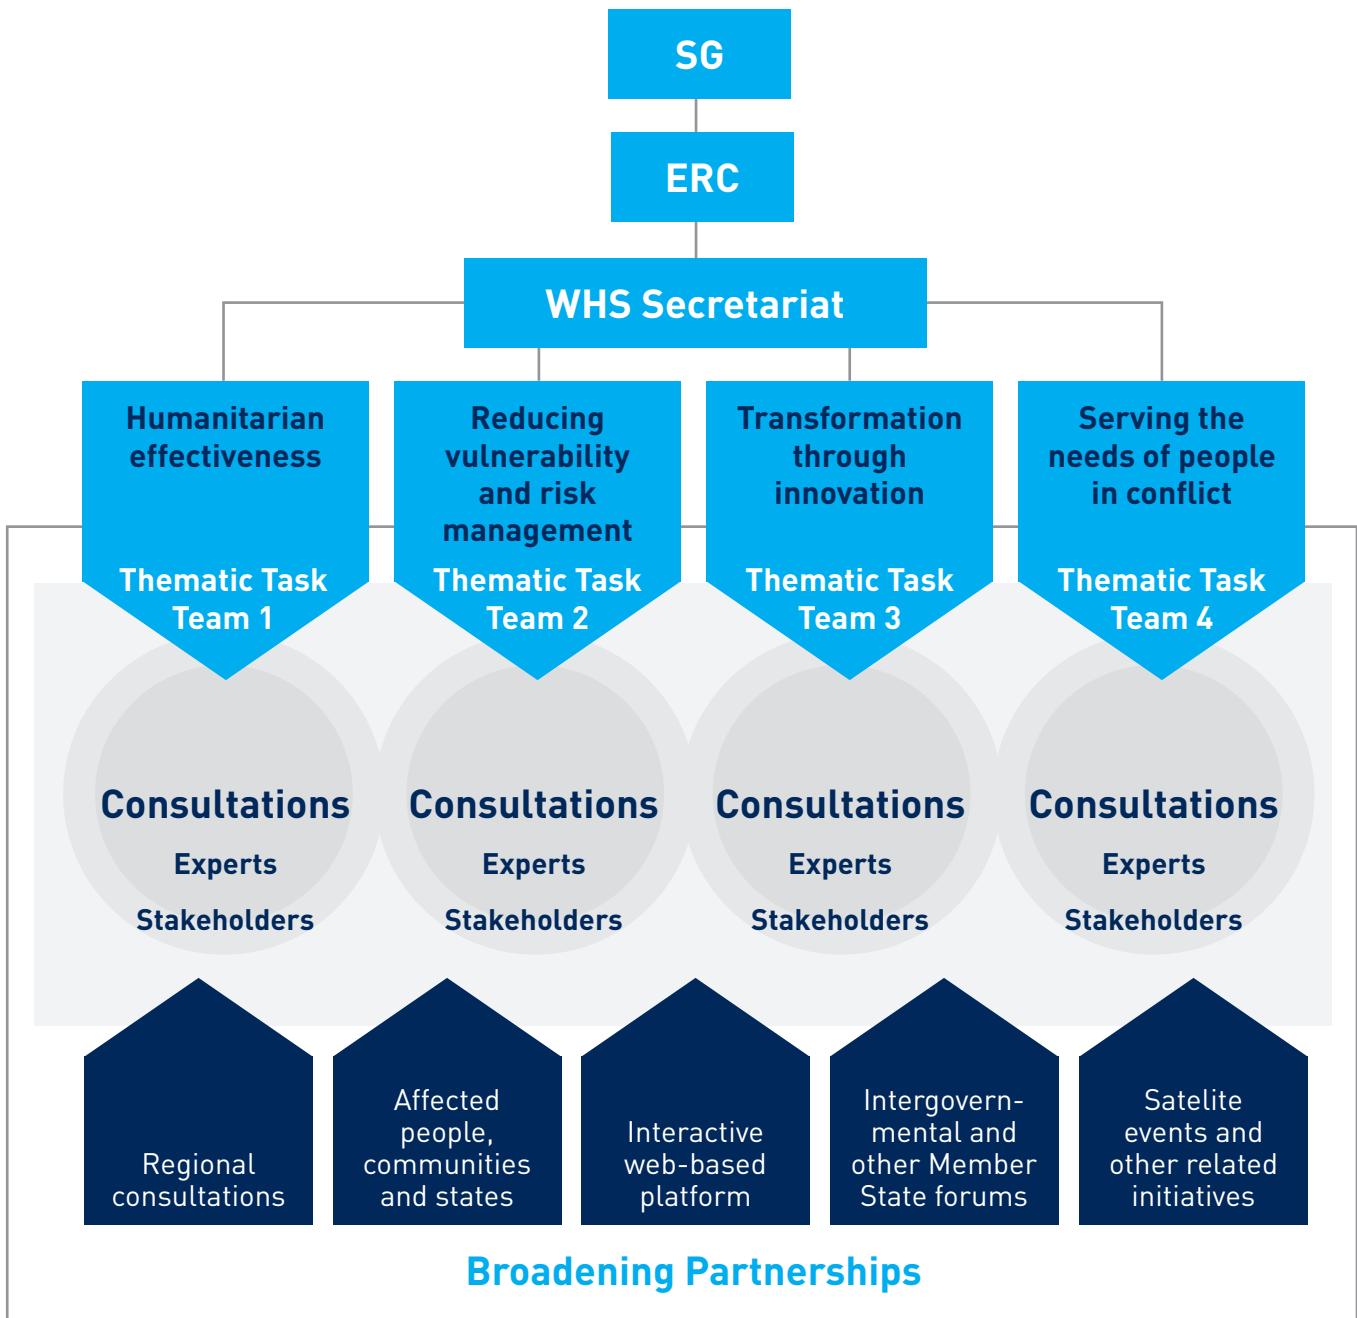 SG
ERC
WHS Secretariat
Humanitarian
effectiveness
Thematic Task
Team 1
Reducing
vulnerability
and risk
management
Thematic Task
Team 2
Transformation
through
innovation
Thematic Task
Team 3
Serving the
needs of people
in conflict
Thematic Task
Team 4
Consultations
Experts
Stakeholders
Consultations
Experts
Stakeholders
Consultations
Experts
Stakeholders
Consultations
Experts
Stakeholders
Regional
consultations
Affected
people,
communities
and states
Interactive
web-based
platform
Intergovern-
mental and
other Member
State forums
Satelite
events and
other related
initiatives
Broadening Partnerships